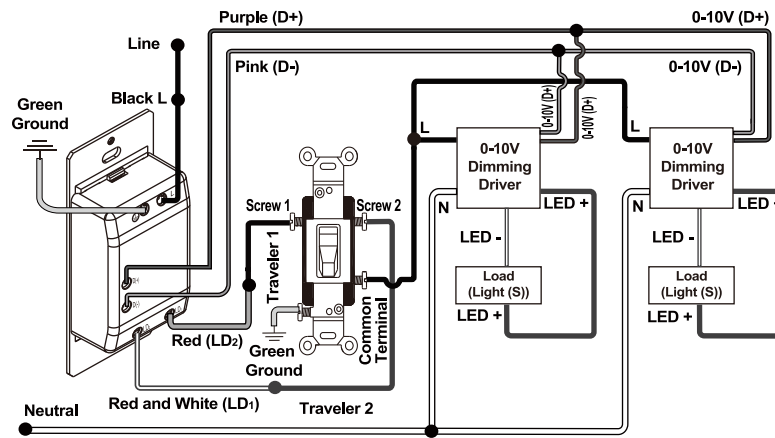 Purple (D+)
0-10V (D+)
Line
Pink (D-)
0-10V (D-)
Black L
Green
Ground
0-10V (D+)
0-10V (D+)
L
L
0-10V
Dimming
Driver
0-10V
Dimming
Driver
Screw 1
Screw 2
N
LED +
N
LED +
Traveler 1
LED -
LED -
Load
(Light (S))
Load
(Light (S))
LED +
LED +
Common
Terminal
Red (LD2)
Green
Ground
Red and White (LD1)
Traveler 2
Neutral